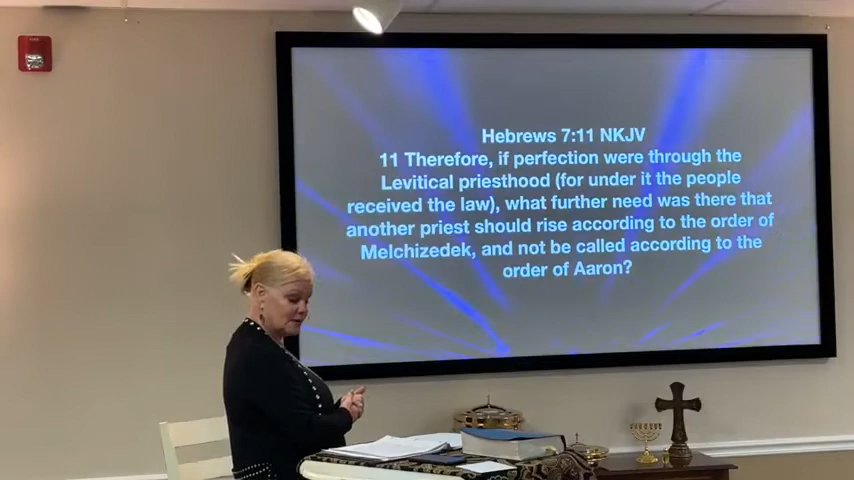 Hebrews 7:11 NKJV
11 Therefore, if perfection were through the
Levitical priesthood (for under it the people
received the law), what further need was there that
another priest should rise according to the order of
Melchizedek, and not be called according to the
order of Aaron?